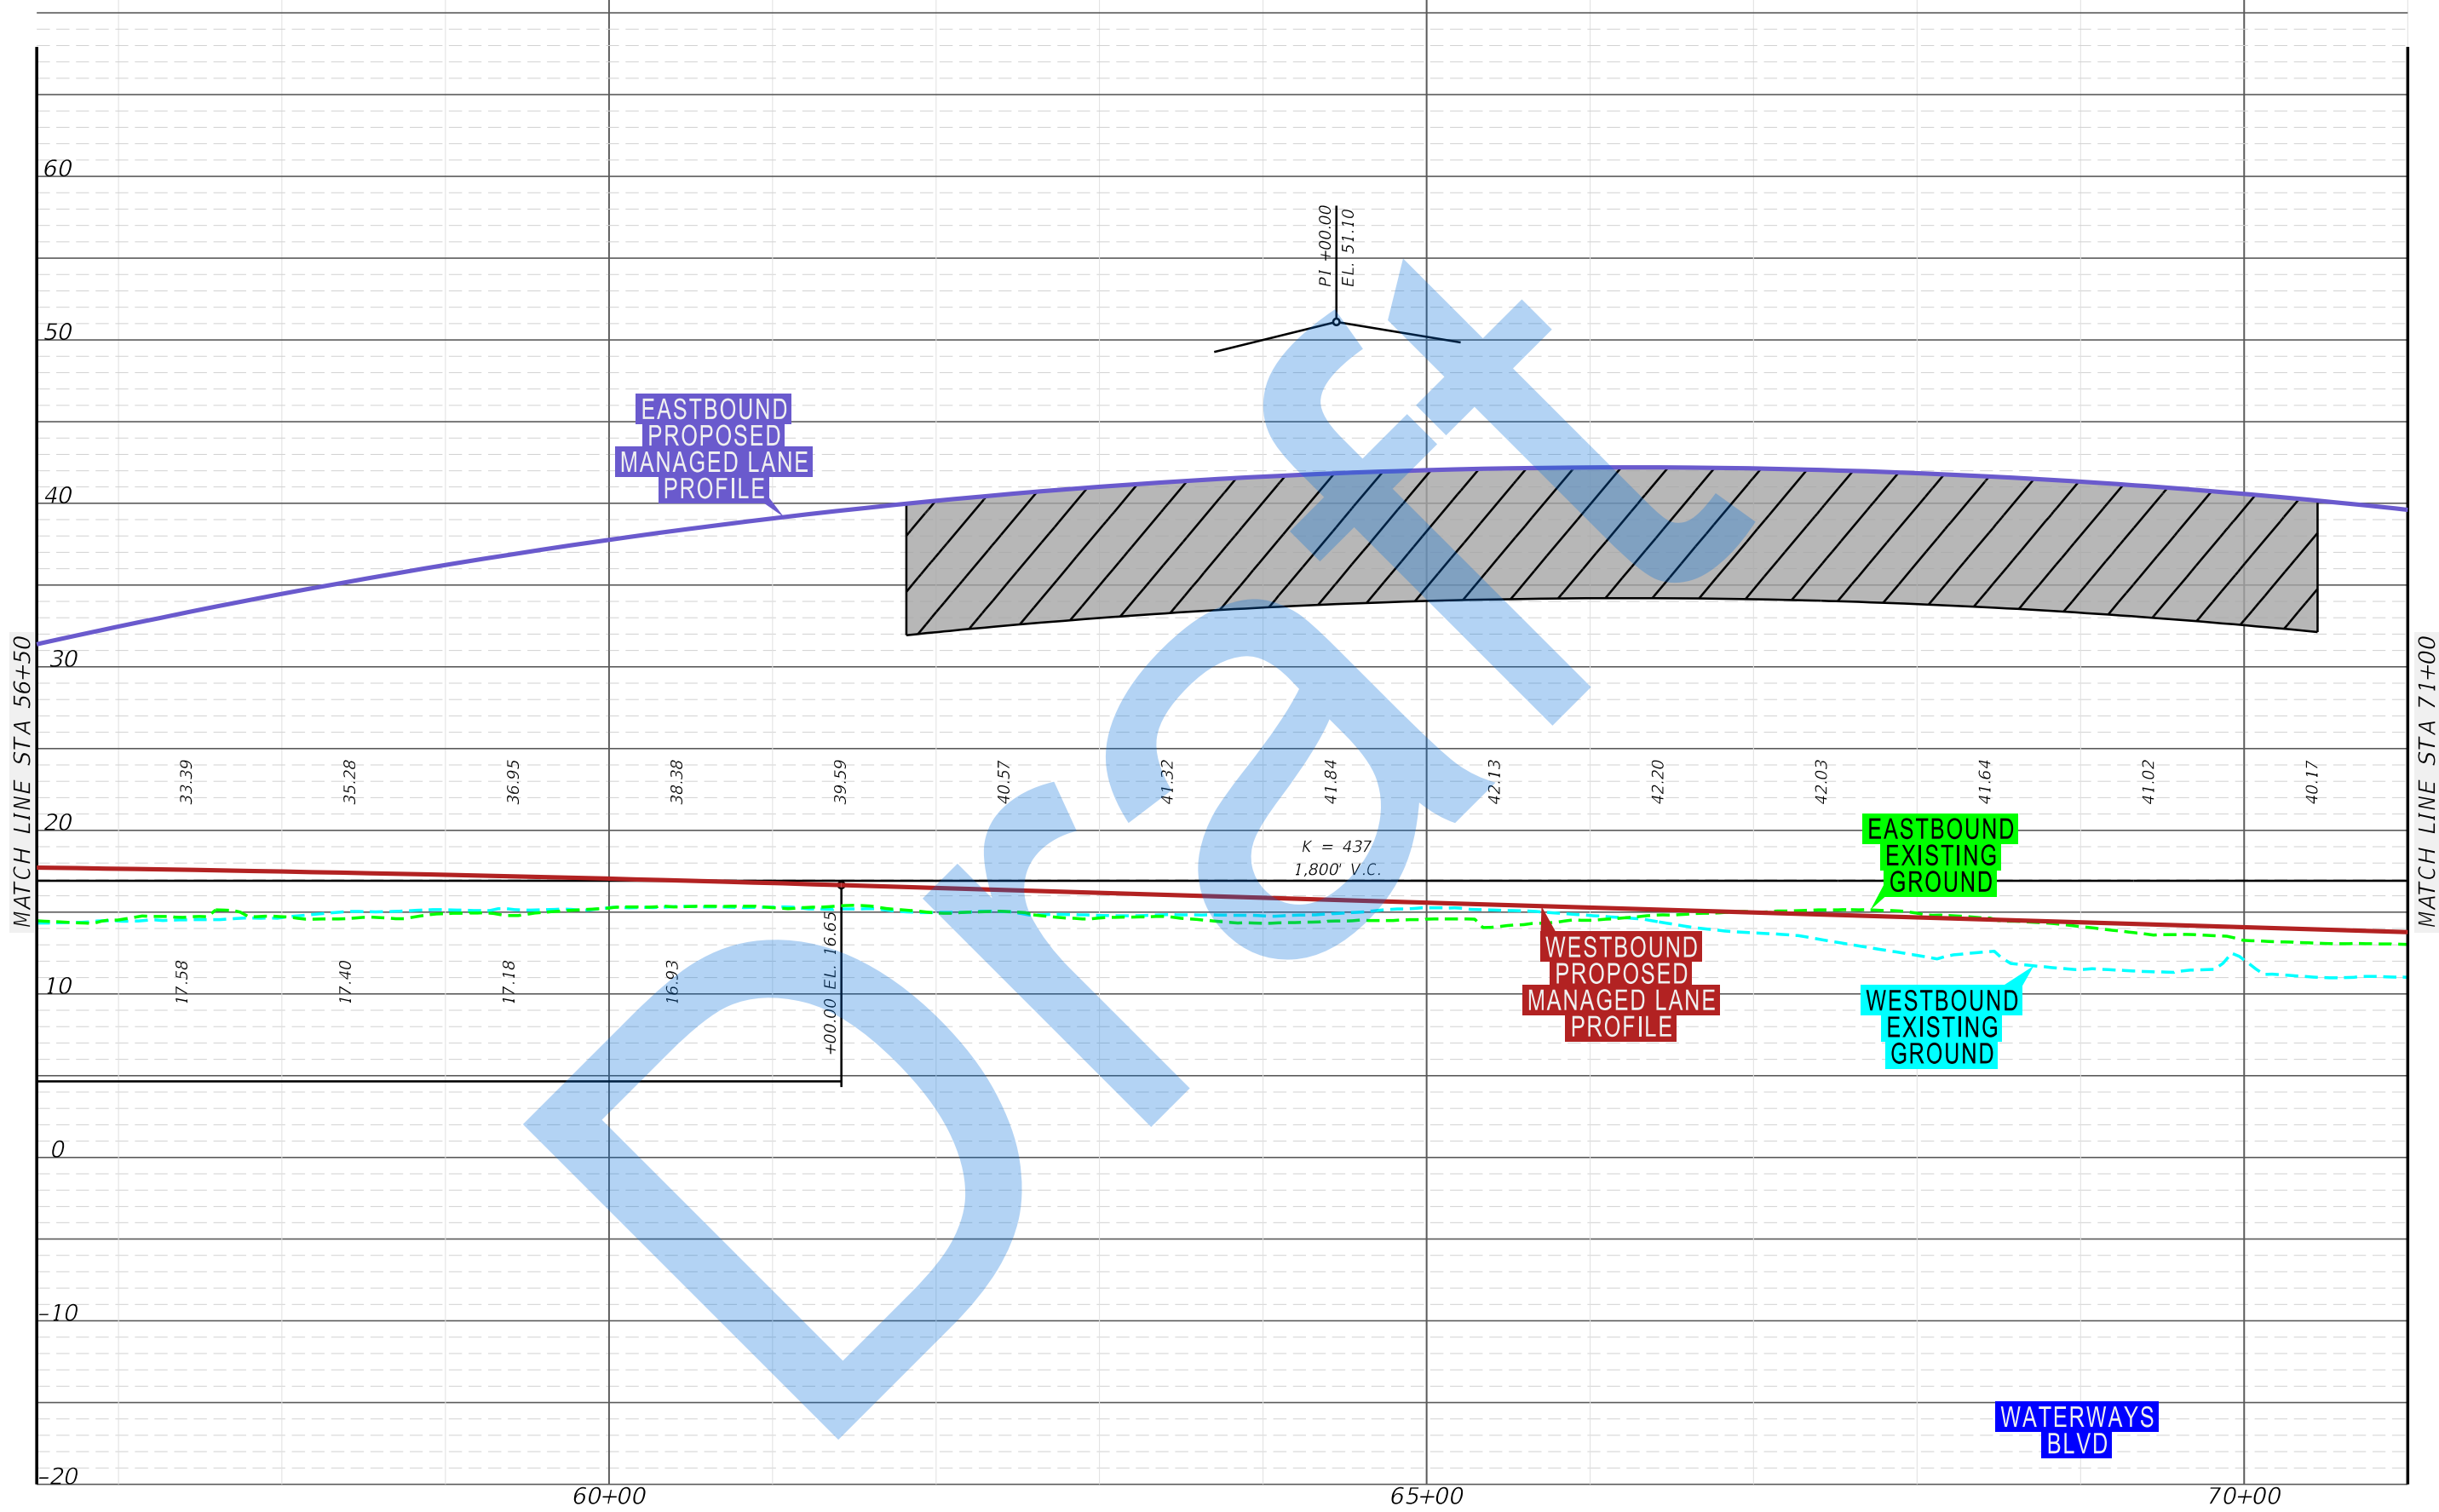 60
50
40
30
20
10
0
-10
-20
PI +00.00
EL. 51.10
EASTBOUND
PROPOSED
MANAGED LANE
PROFILE
MATCH LINE STA 56+50
MATCH LINE STA 71+00
33.39
35.28
36.95
38.38
39.59
40.57
41.32
41.84
42.13
42.20
42.03
41.64
41.02
40.17
K = 437
1,800' V.C.
EASTBOUND
EXISTING
GROUND
17.58
17.40
17.18
16.93
+00.00 EL. 16.65
WESTBOUND
PROPOSED
MANAGED LANE
PROFILE
WESTBOUND
EXISTING
GROUND
Draft
WATERWAYS
BLVD
60+00
65+00
70+00